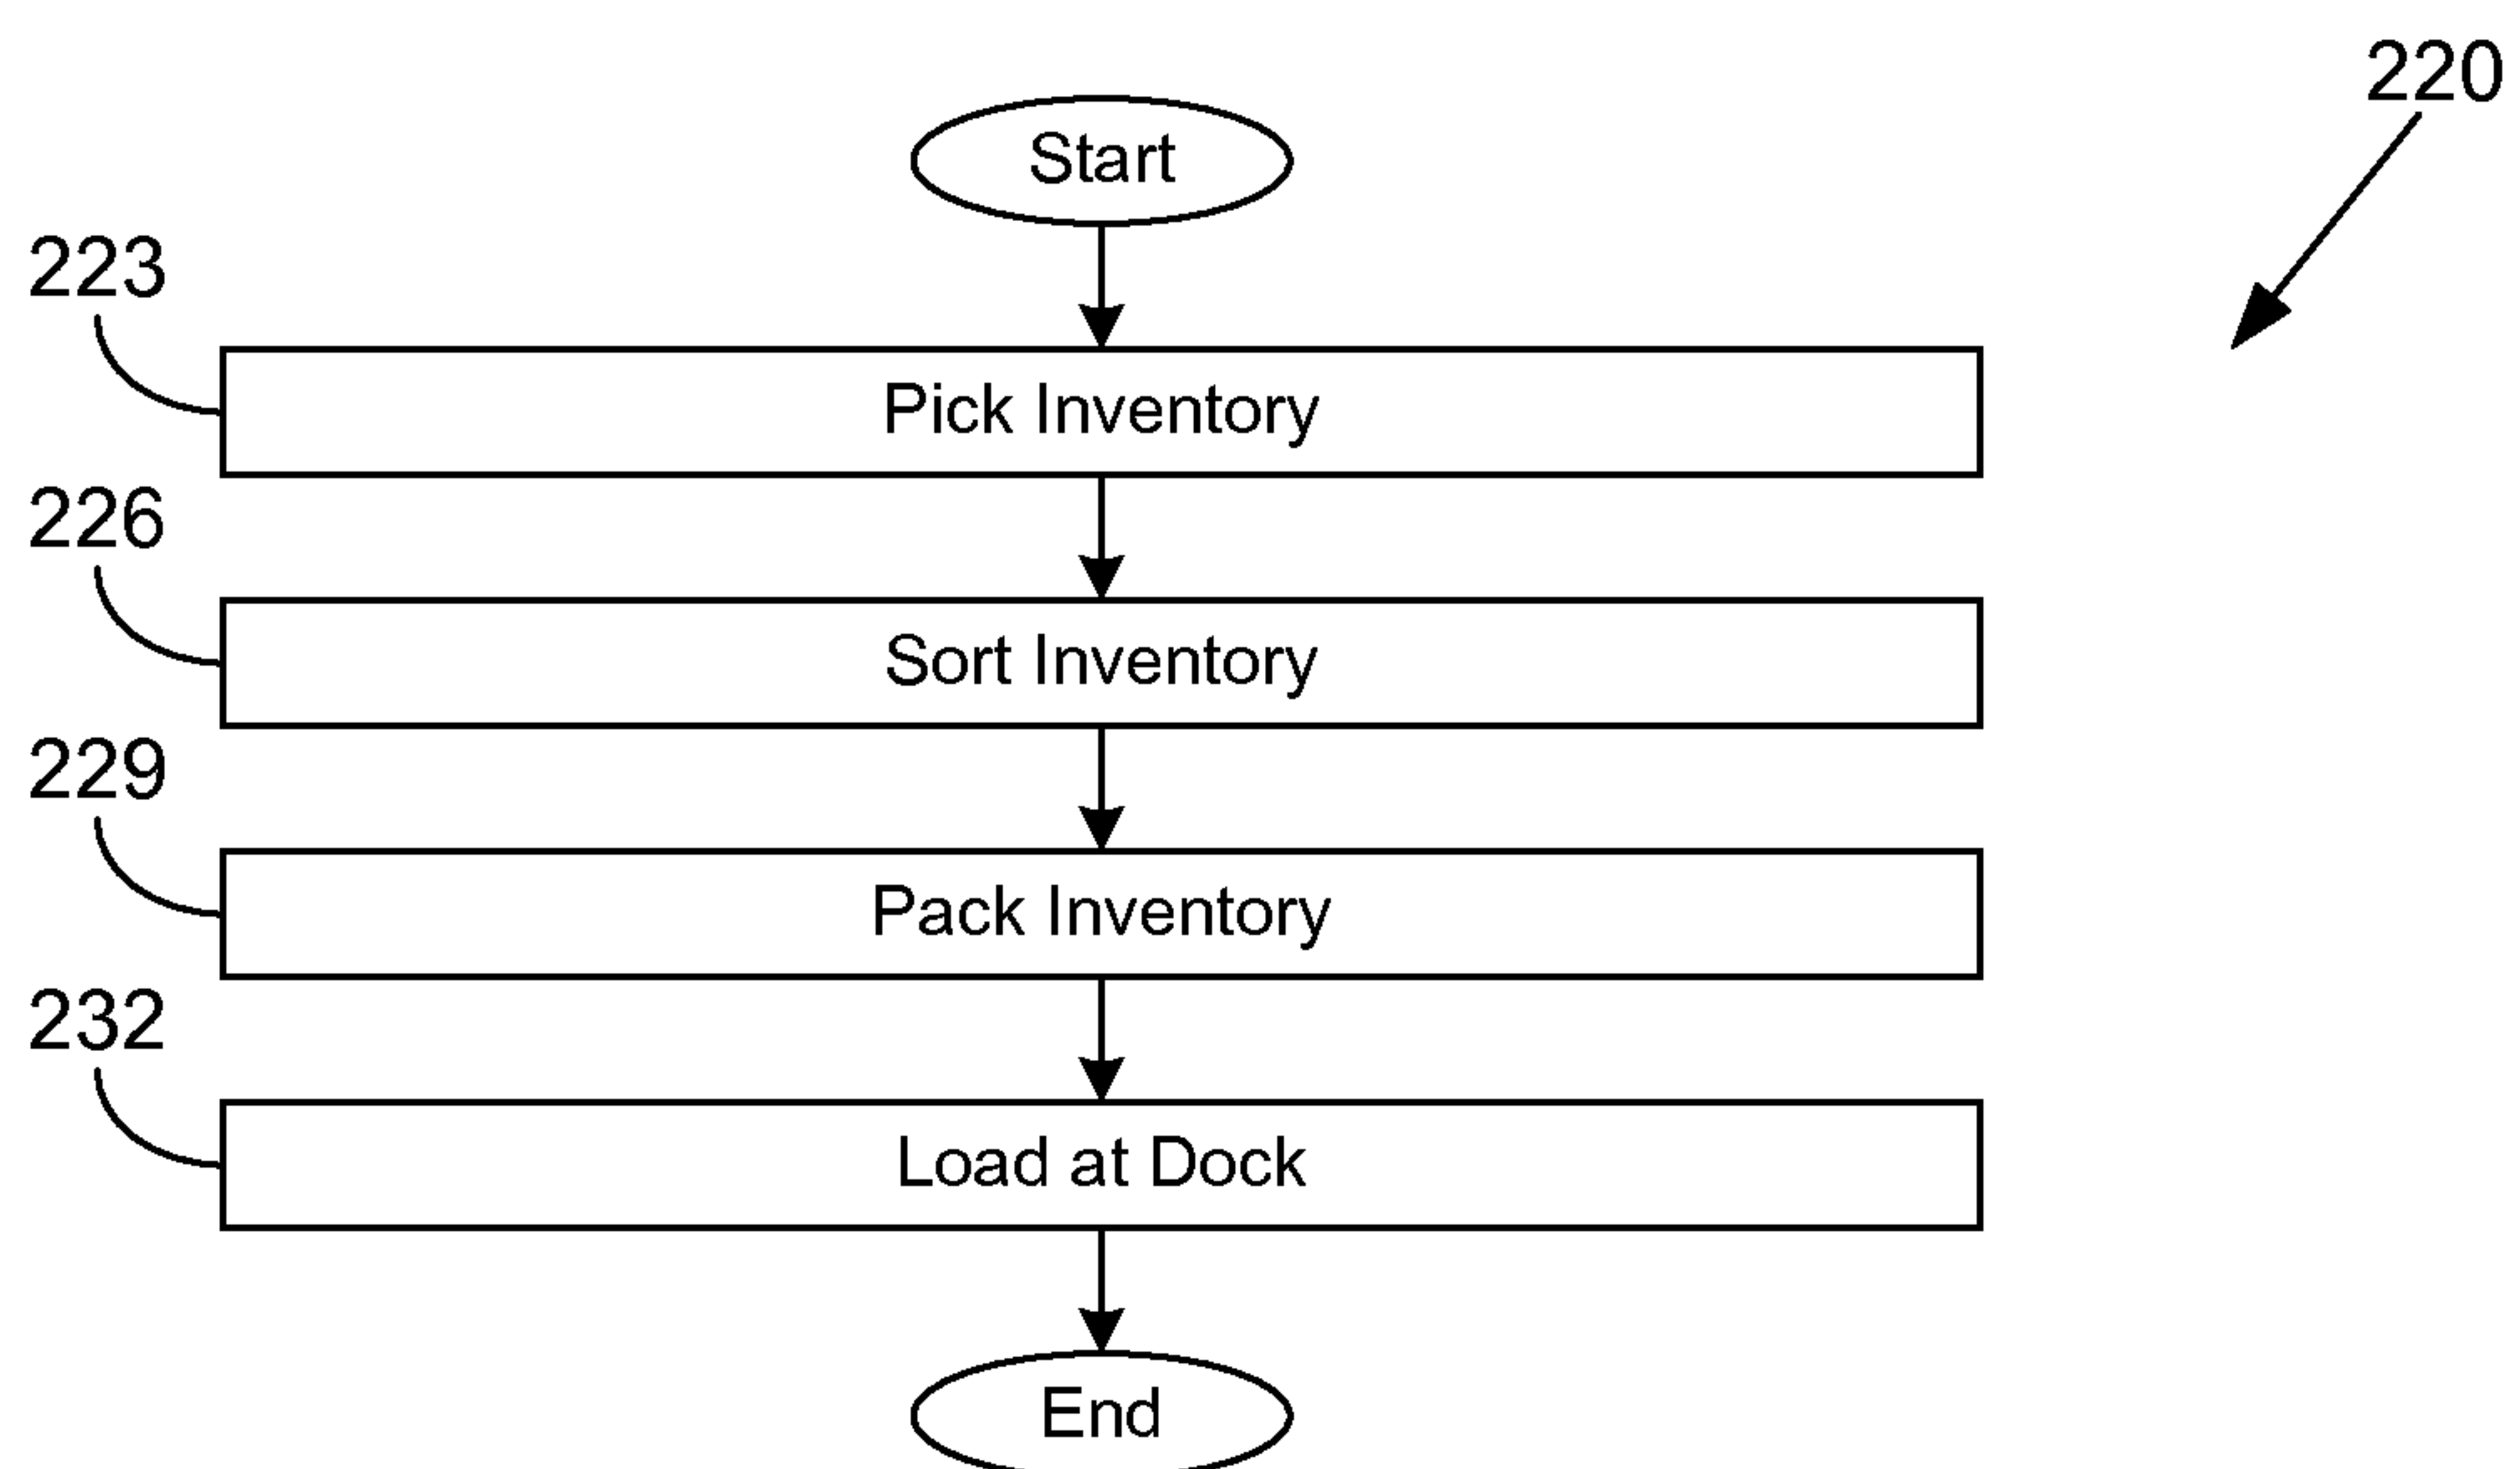 220
Start
223
Pick Inventory
226
Sort Inventory
229
Pack Inventory
232
Load at Dock
End